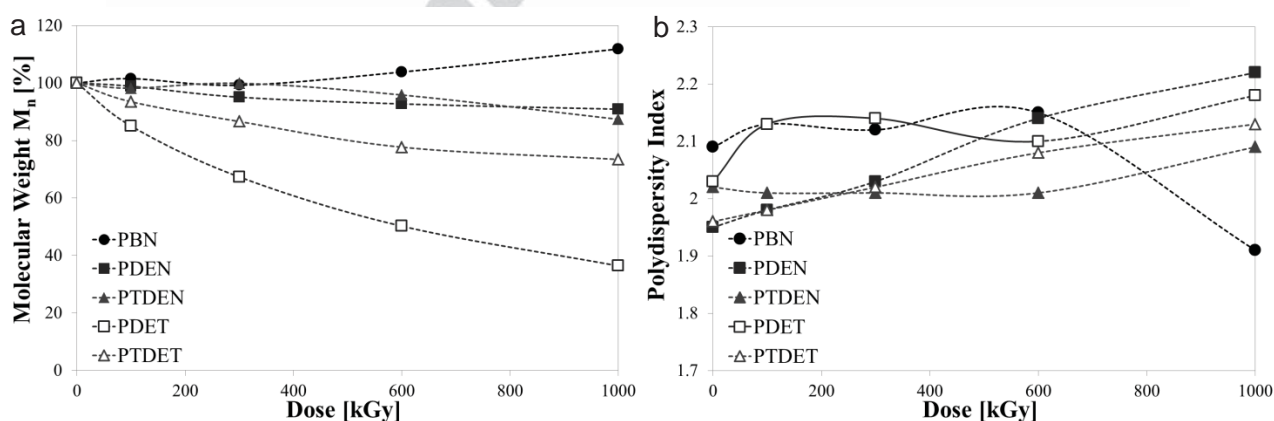 a
Molecular Weight Mn [%]
120
100
80
60
40
20
0
PBN
PDEN
PTDEN
PDET
PTDET
0 200 400 600 800 1000
Dose [kGy]
b
Polydispersity Index
2.3
2.2
2.1
2
1.9
1.8
1.7
PBN
PDEN
PTDEN
PDET
PTDET
0 200 400 600 800 1000
Dose [kGy]